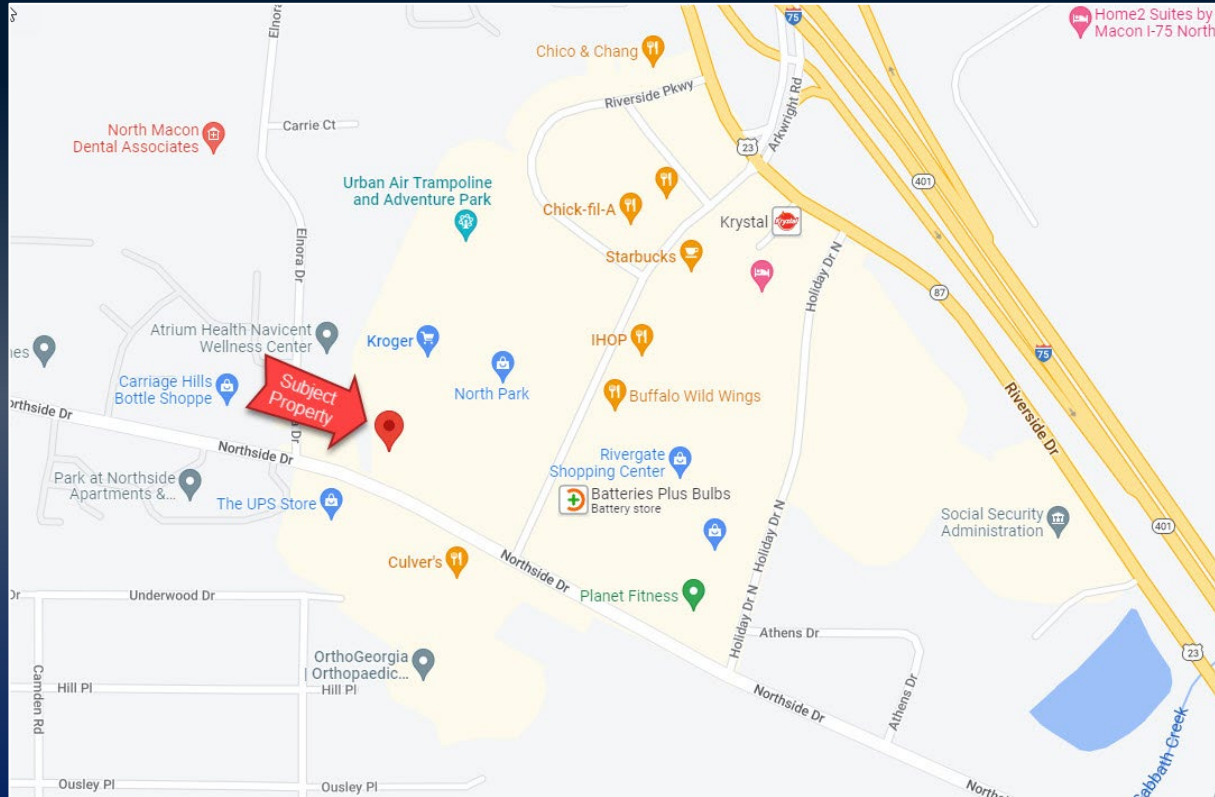 Elnora
75
Home2 Suites by
Macon I-75 North
Chico & Chang
Riverside Pkwy
Arkwright Rd
Carrie Ct
North Macon
Dental Associates
23
401
Urban Air Trampoline
and Adventure Park
Chick-fil-A
Krystal
Krystal
Elnora Dr
Starbucks
Holiday Dr N
87
Atrium Health Navicent
Wellness Center
Kroger
IHOP
75
Carriage Hills
Bottle Shoppe
Subject
Property
North Park
Buffalo Wild Wings
Riverside Dr
Northside Dr
Rivergate
Shopping Center
Park at Northside
Apartments &...
The UPS Store
Batteries Plus Bulbs
Battery store
Holiday Dr N
Social Security
Administration
401
Culver's
Northside Dr
Planet Fitness
Underwood Dr
Holiday Dr N
Athens Dr
OrthoGeorgia
| Orthopaedic...
23
Camden Rd
Hill Pl
Hill Pl
Northside Dr
Athens Dr
Ousley Pl
Ousley Pl